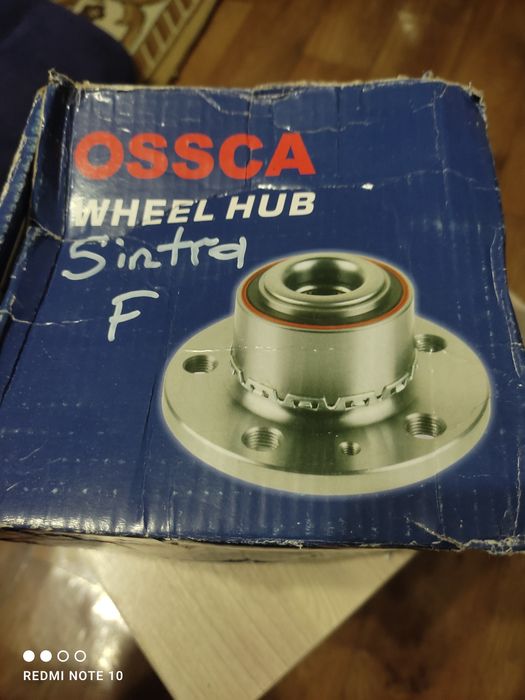 OSSCA
WHEEL HUB
Sintra
F
REDMI NOTE 10